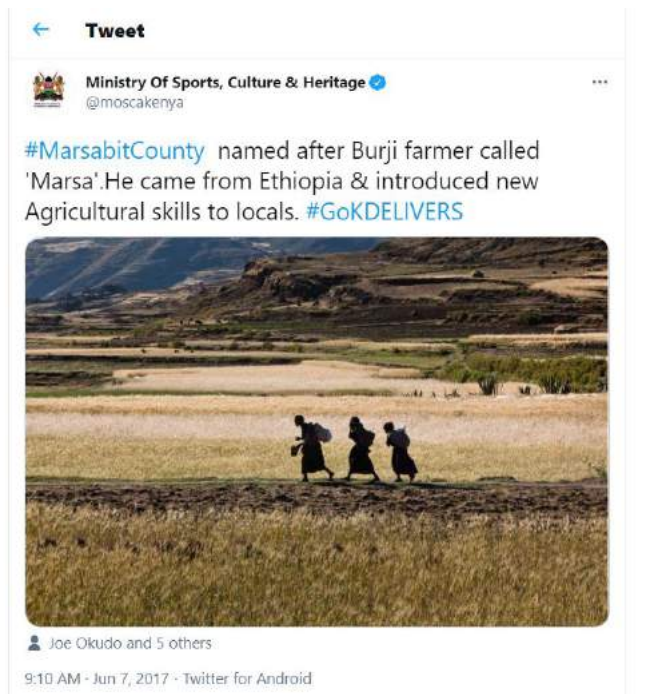 Tweet
Ministry Of Sports, Culture & Heritage
@moscakenya
#MarsabitCounty named after Burji farmer called
'Marsa'.He came from Ethiopia & introduced new
Agricultural skills to locals. #GoKDELIVERS
Joe Okudo and 5 others
9:10 AM · Jun 7, 2017 · Twitter for Android